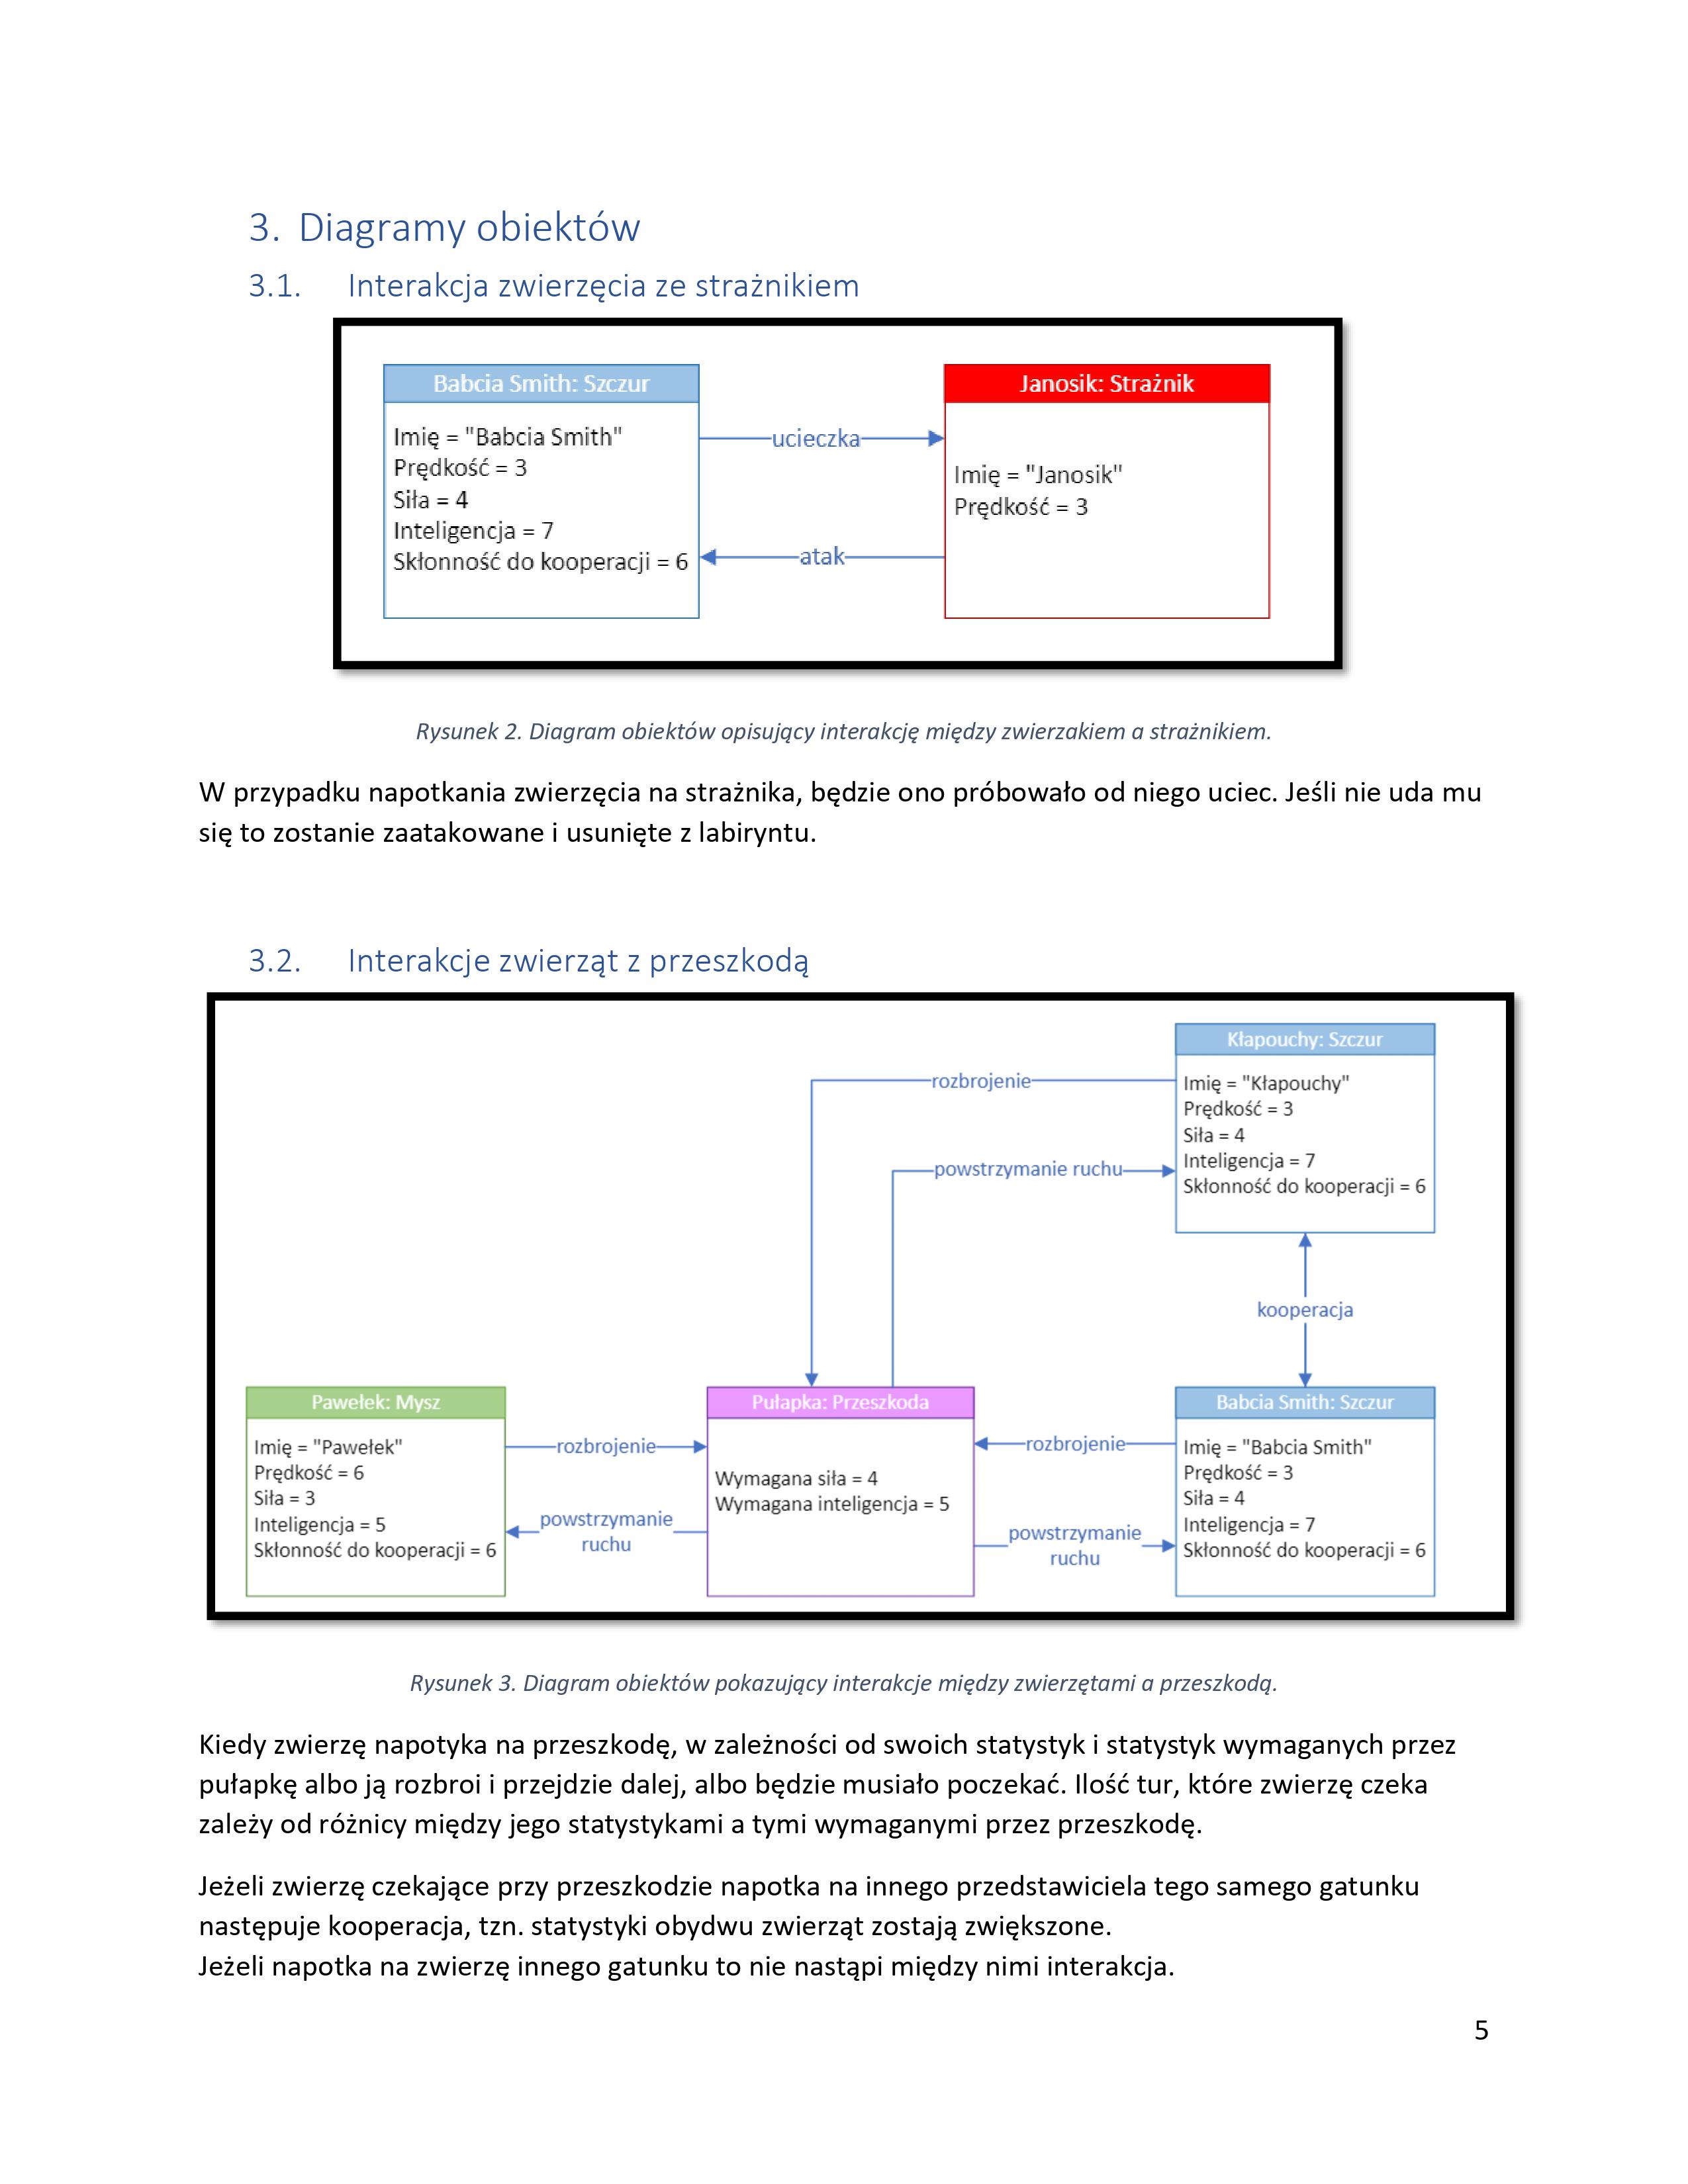 3. Diagramy obiektów
3.1. Interakcja zwierzęcia ze strażnikiem
Babcia Smith: Szczur
Imię = "Babcia Smith"
Prędkość = 3
Siła = 4
Inteligencja = 7
Skłonność do kooperacji = 6
ucieczka
atak
Janosik: Strażnik
Imię = "Janosik"
Prędkość = 3
Rysunek 2. Diagram obiektów opisujący interakcję między zwierzakiem a strażnikiem.
W przypadku napotkania zwierzęcia na strażnika, będzie ono próbowało od niego uciec. Jeśli nie uda mu
się to zostanie zaatakowane i usunięte z labiryntu.
3.2. Interakcje zwierząt z przeszkodą
Kłapouchy: Szczur
Imię = "Kłapouchy"
Prędkość = 3
Siła = 4
Inteligencja = 7
Skłonność do kooperacji = 6
rozbrojenie
powstrzymanie ruchu
kooperacja
Pawełek: Mysz
Imię = "Pawełek"
Prędkość = 6
Siła = 3
Inteligencja = 5
Skłonność do kooperacji = 6
rozbrojenie
powstrzymanie
ruchu
Pułapka: Przeszkoda
Wymagana siła = 4
Wymagana inteligencja = 5
rozbrojenie
powstrzymanie
ruchu
Babcia Smith: Szczur
Imię = "Babcia Smith"
Prędkość = 3
Siła = 4
Inteligencja = 7
Skłonność do kooperacji = 6
Rysunek 3. Diagram obiektów pokazujący interakcje między zwierzętami a przeszkodą.
Kiedy zwierzę napotyka na przeszkodę, w zależności od swoich statystyk i statystyk wymaganych przez
pułapkę albo ją rozbroi i przejdzie dalej, albo będzie musiało poczekać. Ilość tur, które zwierzę czeka
zależy od różnicy między jego statystykami a tymi wymaganymi przez przeszkodę.
Jeżeli zwierzę czekające przy przeszkodzie napotka na innego przedstawiciela tego samego gatunku
następuje kooperacja, tzn. statystyki obydwu zwierząt zostają zwiększone.
Jeżeli napotka na zwierzę innego gatunku to nie nastąpi między nimi interakcja.
5